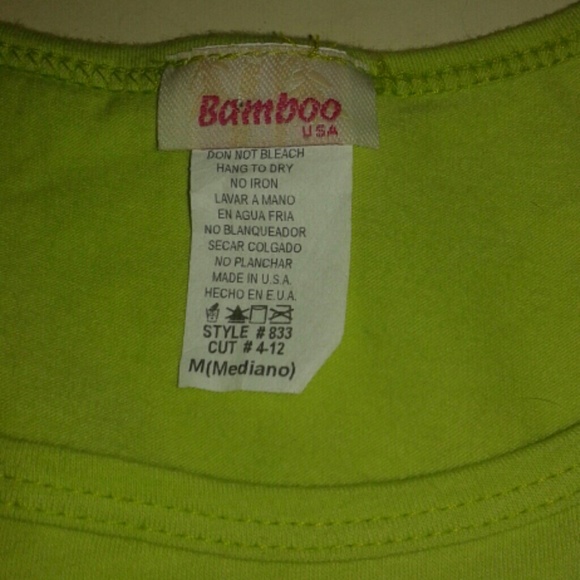 Bamboo
USA
DON NOT BLEACH
HANG TO DRY
NO IRON
LAVAR A MANO
EN AGUA FRIA
NO BLANQUEADOR
SECAR COLGADO
NO PLANCHAR
MADE IN U.S.A.
HECHO EN E.U.A.
STYLE # 833
CUT # 4-12
M(Mediano)